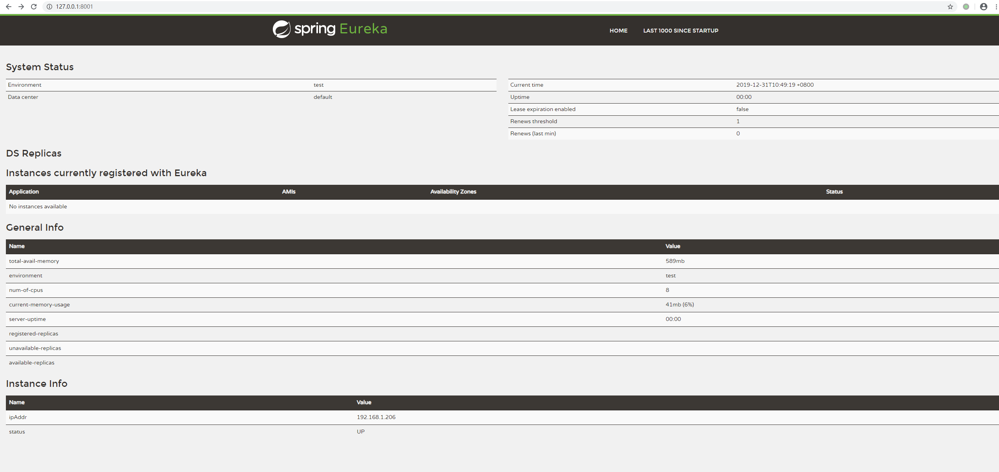 127.0.0.1:8001
spring Eureka
HOME LAST 1000 SINCE STARTUP
System Status
Environment test
Data center default
Current time 2019-12-31T10:49:19 +0800
Uptime 00:00
Lease expiration enabled false
Renews threshold 1
Renews (last min) 0
DS Replicas
Instances currently registered with Eureka
Application AMIs Availability Zones Status
No instances available
General Info
Name Value
total-avail-memory 589mb
environment test
num-of-cpus 8
current-memory-usage 41mb (6%)
server-uptime 00:00
registered-replicas
unavailable-replicas
available-replicas
Instance Info
Name Value
ipAddr 192.168.1.206
status UP